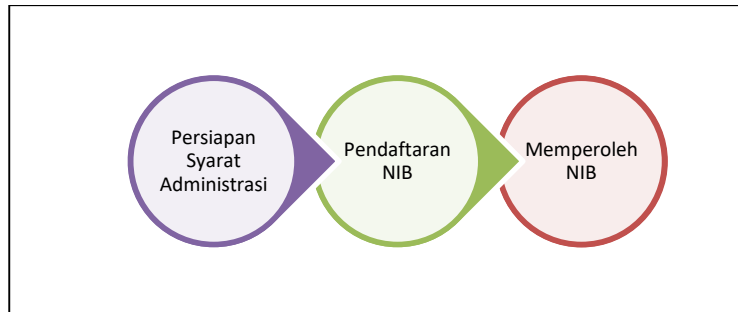 Persiapan
Syarat
Administrasi
Pendaftaran
NIB
Memperoleh
NIB